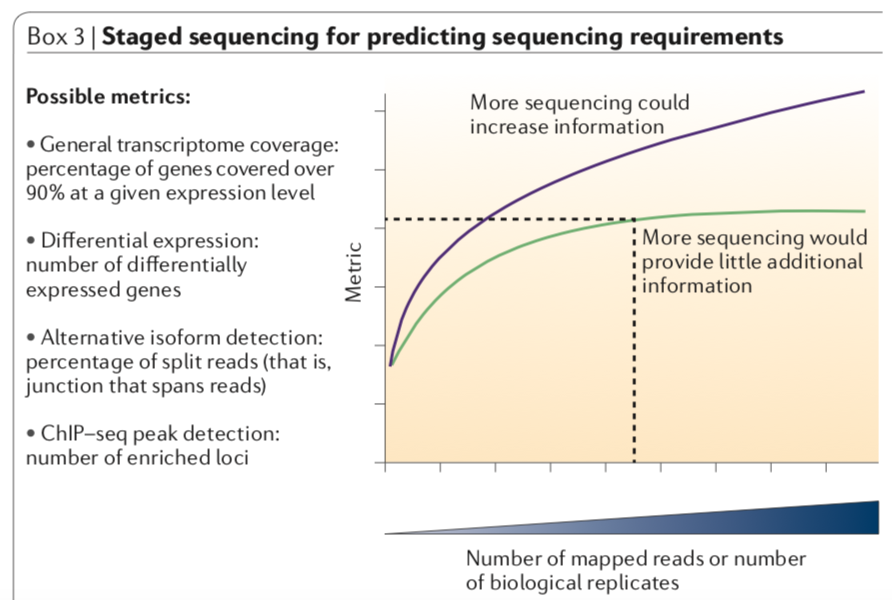 Box 3 | Staged sequencing for predicting sequencing requirements
Possible metrics:
• General transcriptome coverage:
percentage of genes covered over
90% at a given expression level
• Differential expression:
number of differentially
expressed genes
• Alternative isoform detection:
percentage of split reads (that is,
junction that spans reads)
• ChIP–seq peak detection:
number of enriched loci
Metric
More sequencing could
increase information
More sequencing would
provide little additional
information
Number of mapped reads or number
of biological replicates